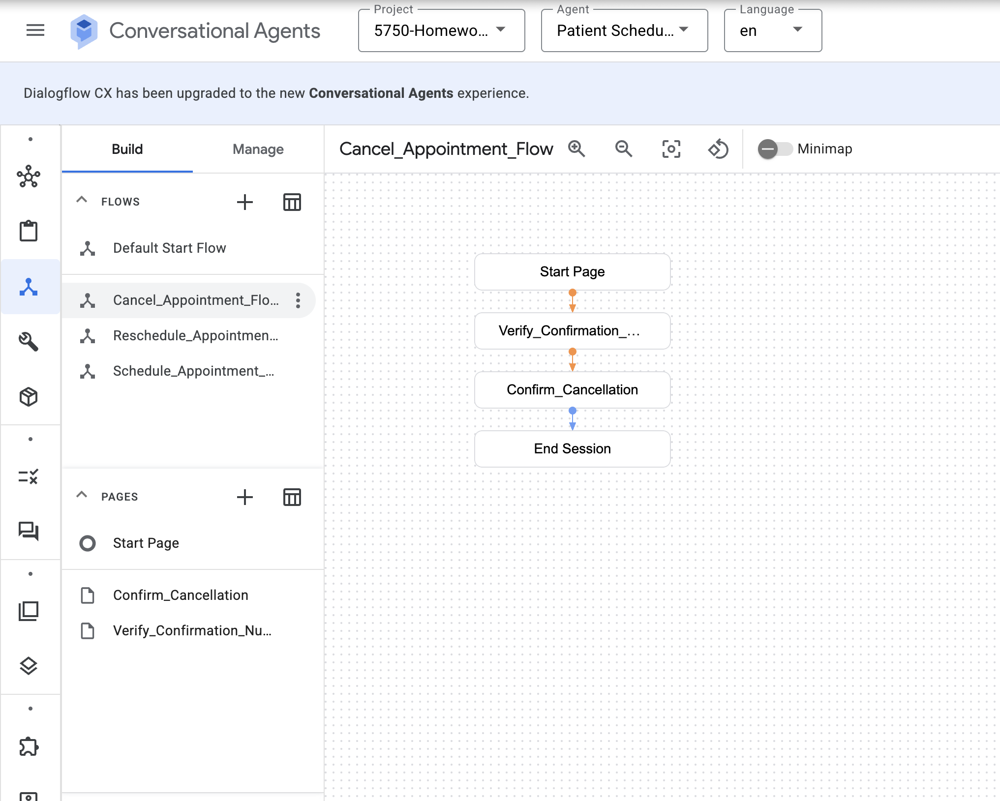 Conversational Agents
Project
5750-Homewo...
Agent
Patient Schedu...
Language
en
Dialogflow CX has been upgraded to the new Conversational Agents experience.
Build
Manage
Cancel_Appointment_Flow
Minimap
FLOWS
Default Start Flow
Cancel_Appointment_Flo...
Reschedule_Appointmen...
Schedule_Appointment_...
PAGES
Start Page
Confirm_Cancellation
Verify_Confirmation_Nu...
Start Page
Verify_Confirmation_...
Confirm_Cancellation
End Session